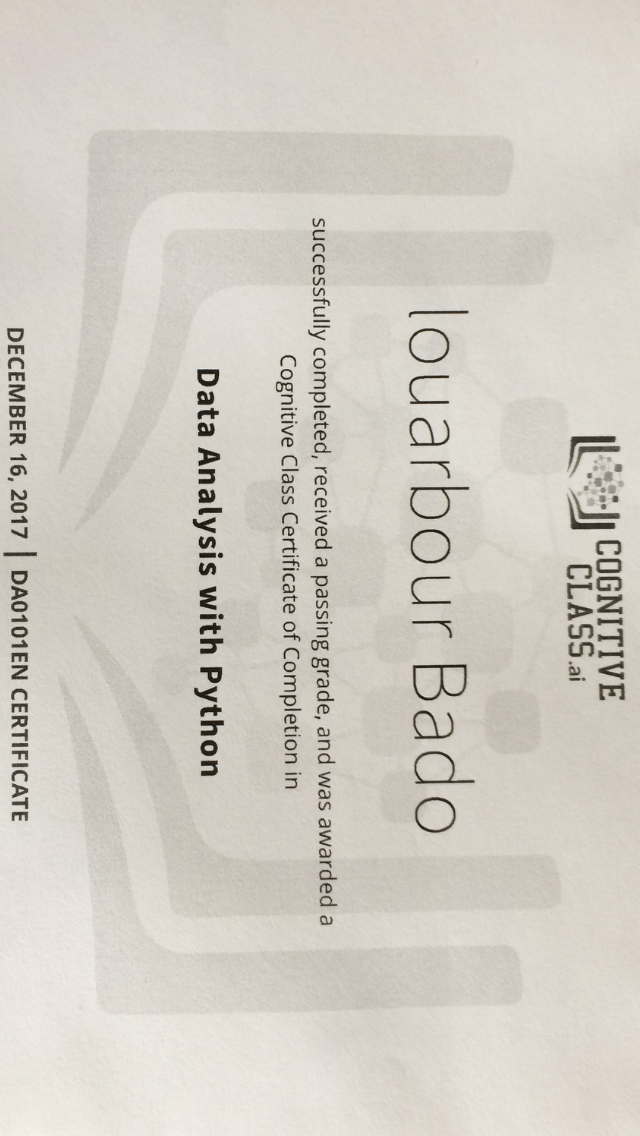 COGNITIVE
CLASS.ai
louarbour Bado
successfully completed, received a passing grade, and was awarded a
Cognitive Class Certificate of Completion in
Data Analysis with Python
DECEMBER 16, 2017 | DA0101EN CERTIFICATE